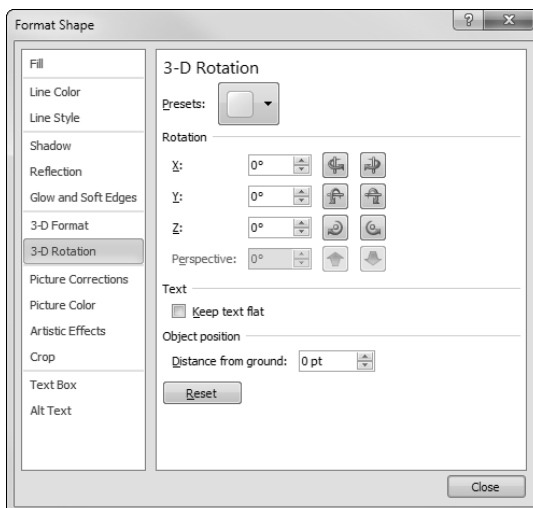 Format Shape
Fill
Line Color
Line Style
Shadow
Reflection
Glow and Soft Edges
3-D Format
3-D Rotation
Picture Corrections
Picture Color
Artistic Effects
Crop
Text Box
Alt Text
3-D Rotation
Presets:
Rotation
X: 0°
Y: 0°
Z: 0°
Perspective: 0°
Text
Keep text flat
Object position
Distance from ground: 0 pt
Reset
Close